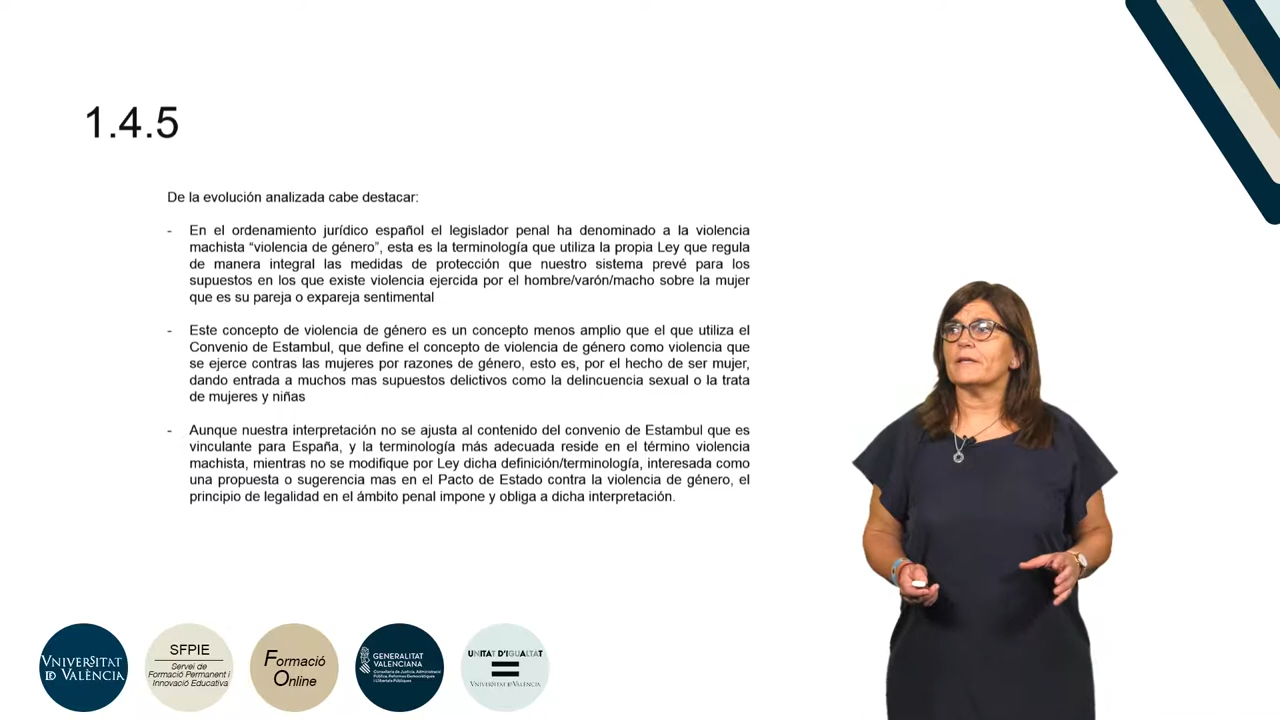 1.4.5
De la evolución analizada cabe destacar:
- En el ordenamiento jurídico español el legislador penal ha denominado a la violencia
machista “violencia de género”, esta es la terminología que utiliza la propia Ley que regula
de manera integral las medidas de protección que nuestro sistema prevé para los
supuestos en los que existe violencia ejercida por el hombre/varón/macho sobre la mujer
que es su pareja o expareja sentimental
- Este concepto de violencia de género es un concepto menos amplio que el que utiliza el
Convenio de Estambul, que define el concepto de violencia de género como violencia que
se ejerce contras las mujeres por razones de género, esto es, por el hecho de ser mujer,
dando entrada a muchos mas supuestos delictivos como la delincuencia sexual o la trata
de mujeres y niñas
- Aunque nuestra interpretación no se ajusta al contenido del convenio de Estambul que es
vinculante para España, y la terminología más adecuada reside en el término violencia
machista, mientras no se modifique por Ley dicha definición/terminología, interesada como
una propuesta o sugerencia mas en el Pacto de Estado contra la violencia de género, el
principio de legalidad en el ámbito penal impone y obliga a dicha interpretación.
VNIVERSITAT
ID VALÈNCIA
SFPIE
Servei de
Formació Permanent i
Innovació Educativa
Formació
Online
GENERALITAT
VALENCIANA
Conselleria de Justícia, Administració
Pública, Reformes Democràtiques
i Llibertats Públiques
UNITAT D'IGUALTAT
VNIVERSITAT ID VALÈNCIA